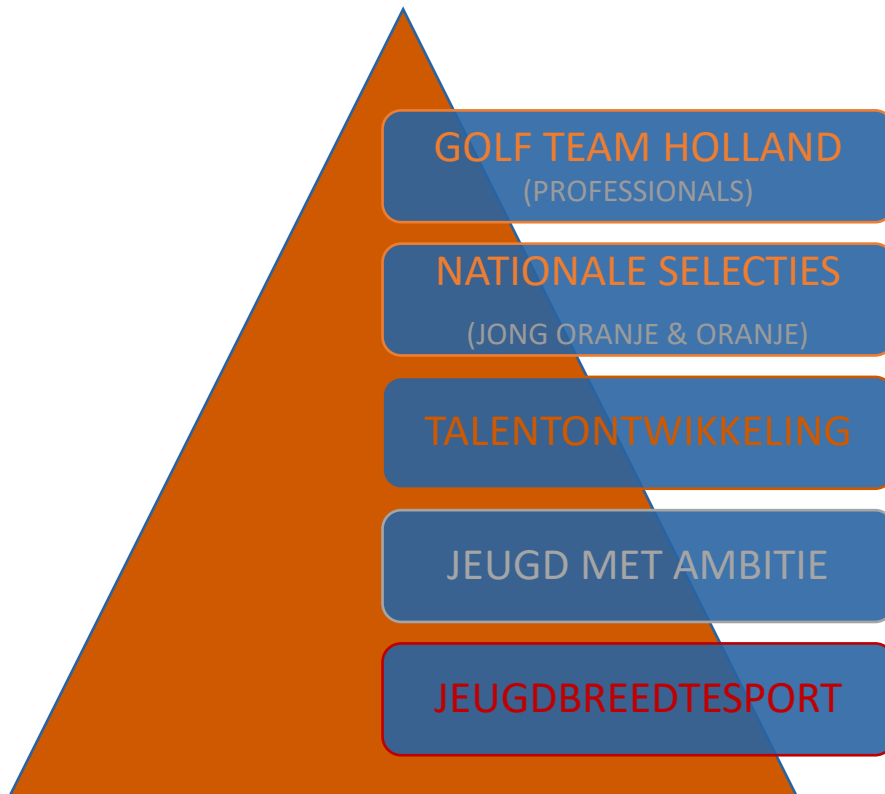 GOLF TEAM HOLLAND
(PROFESSIONALS)
NATIONALE SELECTIES
(JONG ORANJE & ORANJE)
TALENTONTWIKKELING
JEUGD MET AMBITIE
JEUGDBREEDTESPORT